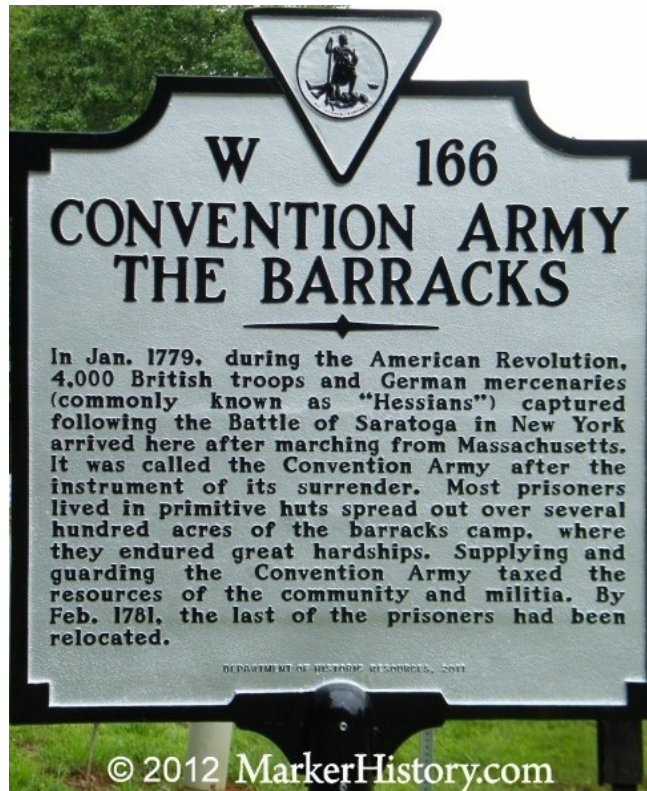 W 166
CONVENTION ARMY
THE BARRACKS
In Jan. 1779, during the American Revolution,
4,000 British troops and German mercenaries
(commonly known as "Hessians") captured
following the Battle of Saratoga in New York
arrived here after marching from Massachusetts.
It was called the Convention Army after the
instrument of its surrender. Most prisoners
lived in primitive huts spread out over several
hundred acres of the barracks camp, where
they endured great hardships. Supplying and
guarding the Convention Army taxed the
resources of the community and militia. By
Feb. 1781, the last of the prisoners had been
relocated.
DEPARTMENT OF HISTORIC RESOURCES, 2011
© 2012 MarkerHistory.com